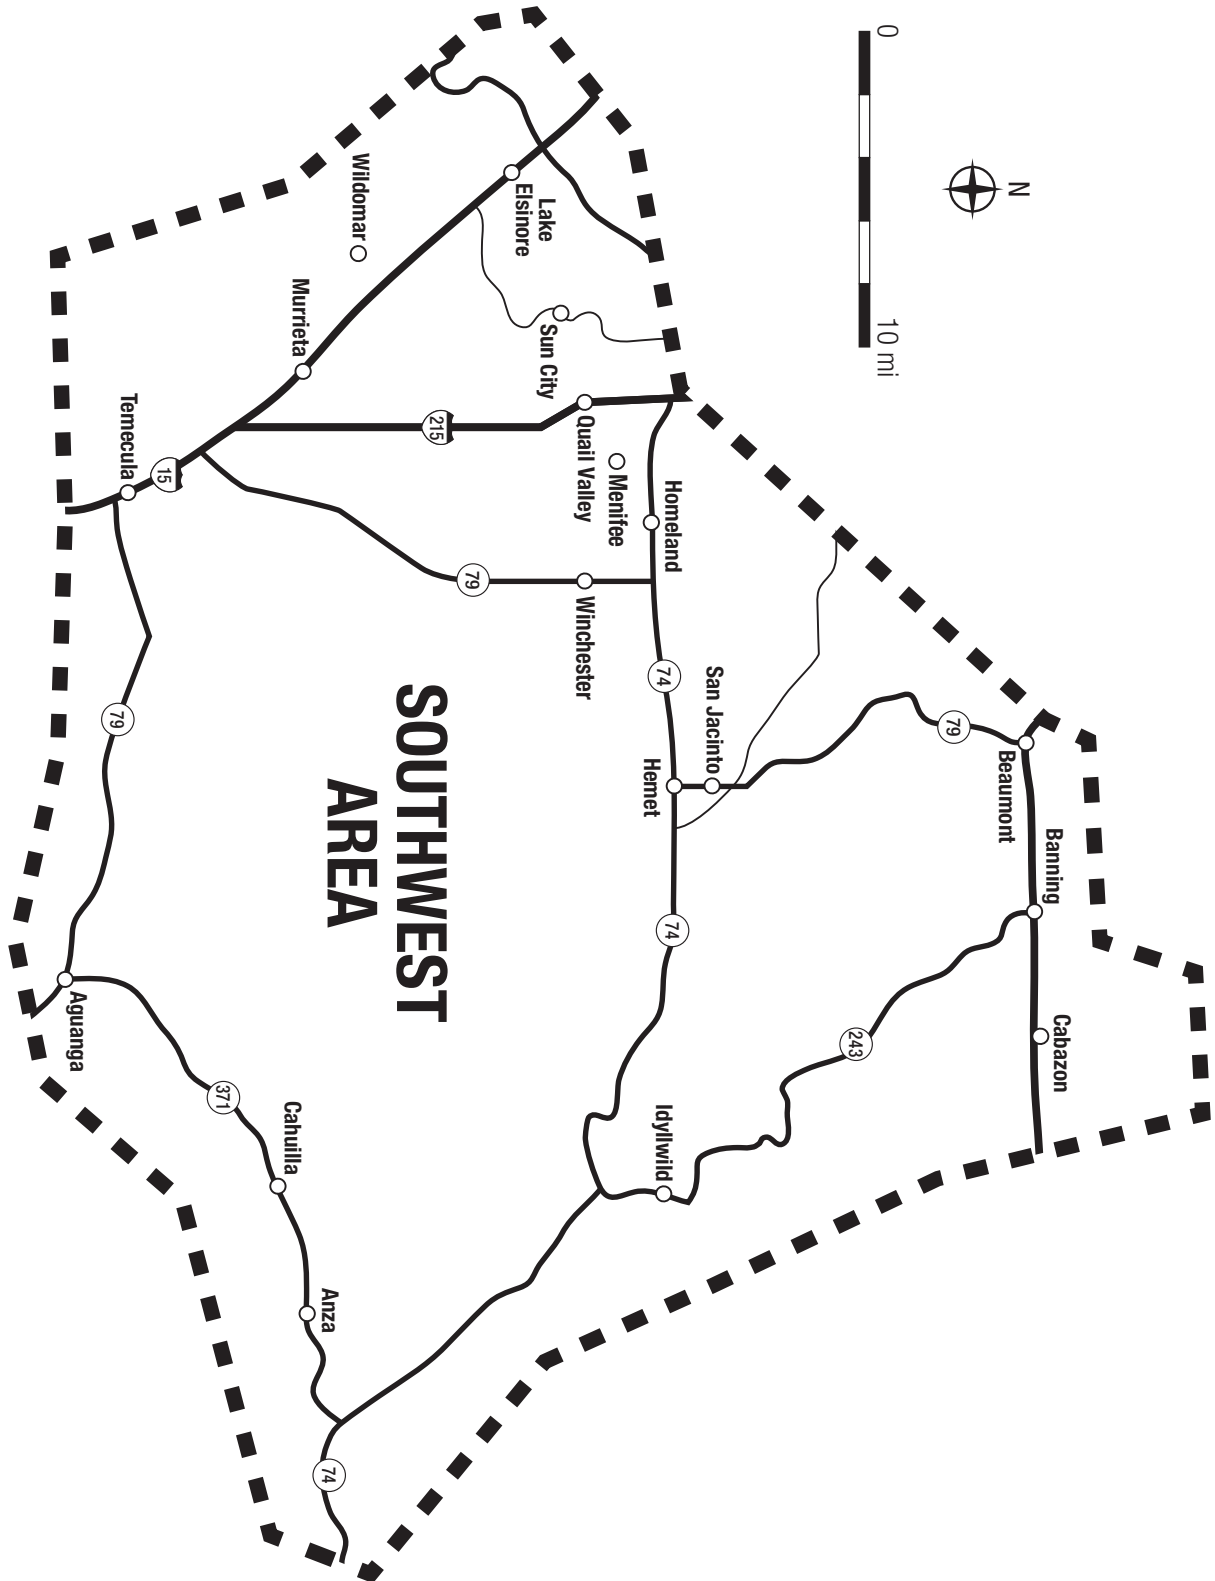 0
10 mi
N
Beaumont
Banning
Cabazon
79
243
San Jacinto
Hemet
Idyllwild
74
74
Homeland
Menifee
Quail Valley
Winchester
Sun City
Lake
Elsinore
79
215
SOUTHWEST
AREA
Wildomar
Murrieta
Anza
74
Cahuilla
371
15
Temecula
79
Aguanga